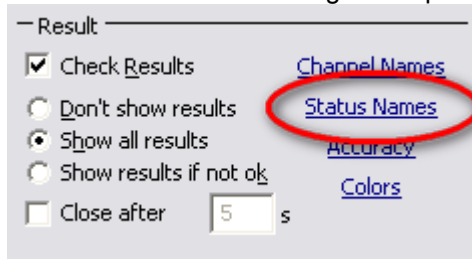 Result
Check Results Channel Names
Don't show results Status Names
Show all results Accuracy
Show results if not ok Colors
Close after 5 s